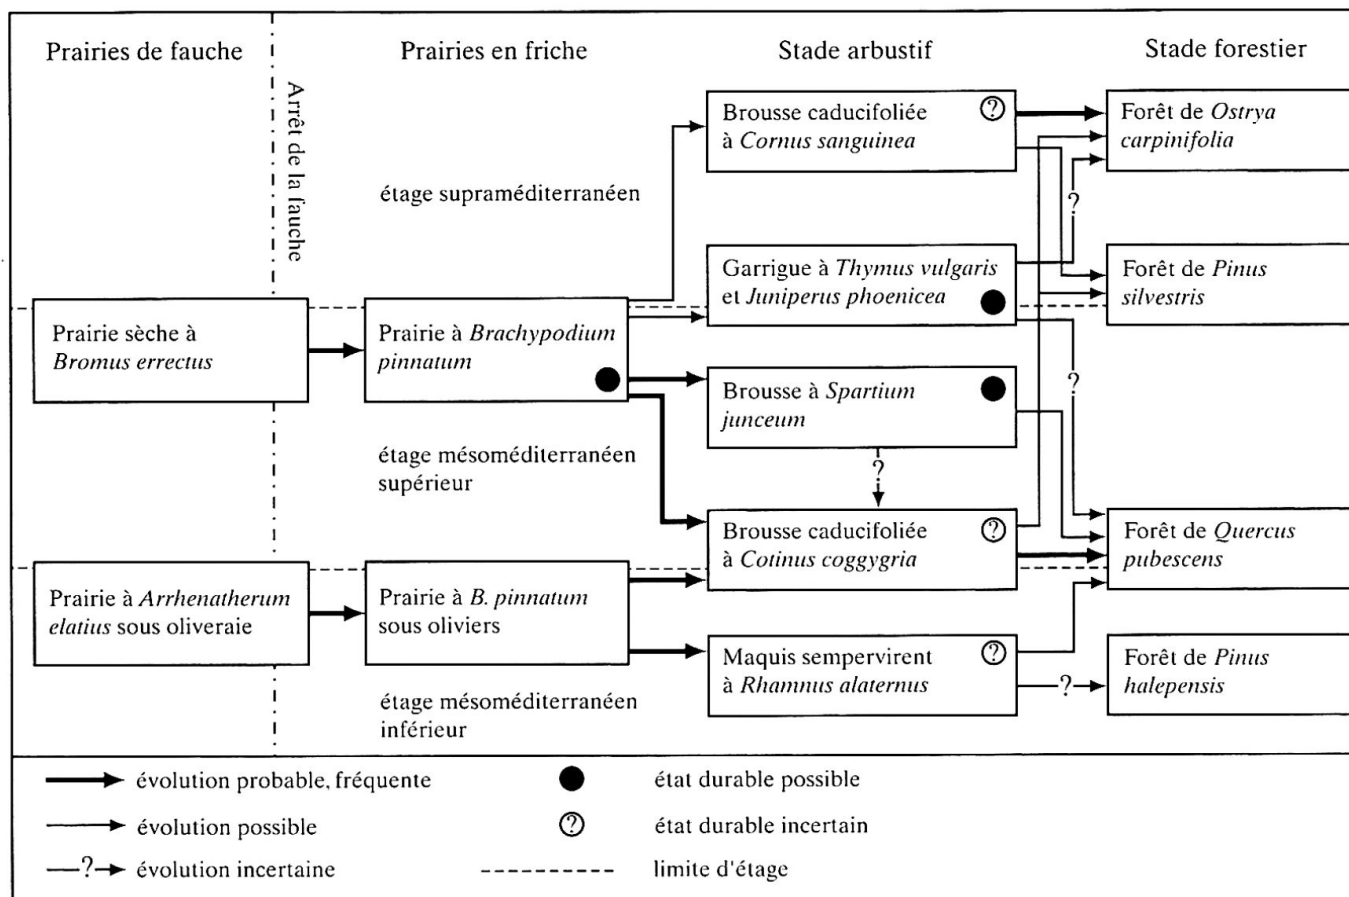 Prairies de fauche
Prairies en friche
Stade arbustif
Stade forestier
Arrêt de la fauche
Brousse caducifoliée
à Cornus sanguinea
?
Forêt de Ostrya
carpinifolia
étage supraméditerranéen
?
Garrigue à Thymus vulgaris
et Juniperus phoenicea
Forêt de Pinus
silvestris
Prairie sèche à
Bromus errectus
Prairie à Brachypodium
pinnatum
Brousse à Spartium
junceum
?
étage mésoméditerranéen
supérieur
?
Brousse caducifoliée
à Cotinus coggygria
?
Forêt de Quercus
pubescens
Prairie à Arrhenatherum
elatius sous oliveraie
Prairie à B. pinnatum
sous oliviers
Maquis sempervirent
à Rhamnus alaternus
?
?
Forêt de Pinus
halepensis
étage mésoméditerranéen
inférieur
évolution probable, fréquente
état durable possible
évolution possible
?
état durable incertain
?
évolution incertaine
limite d'étage